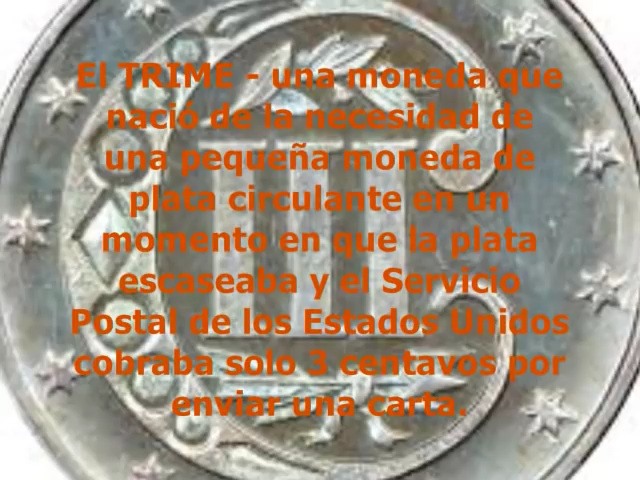 El TRIME - una moneda que
nació de la necesidad de
una pequeña moneda de
plata circulante en un
momento en que la plata
escaseaba y el Servicio
Postal de los Estados Unidos
cobraba solo 3 centavos por
enviar una carta.
III